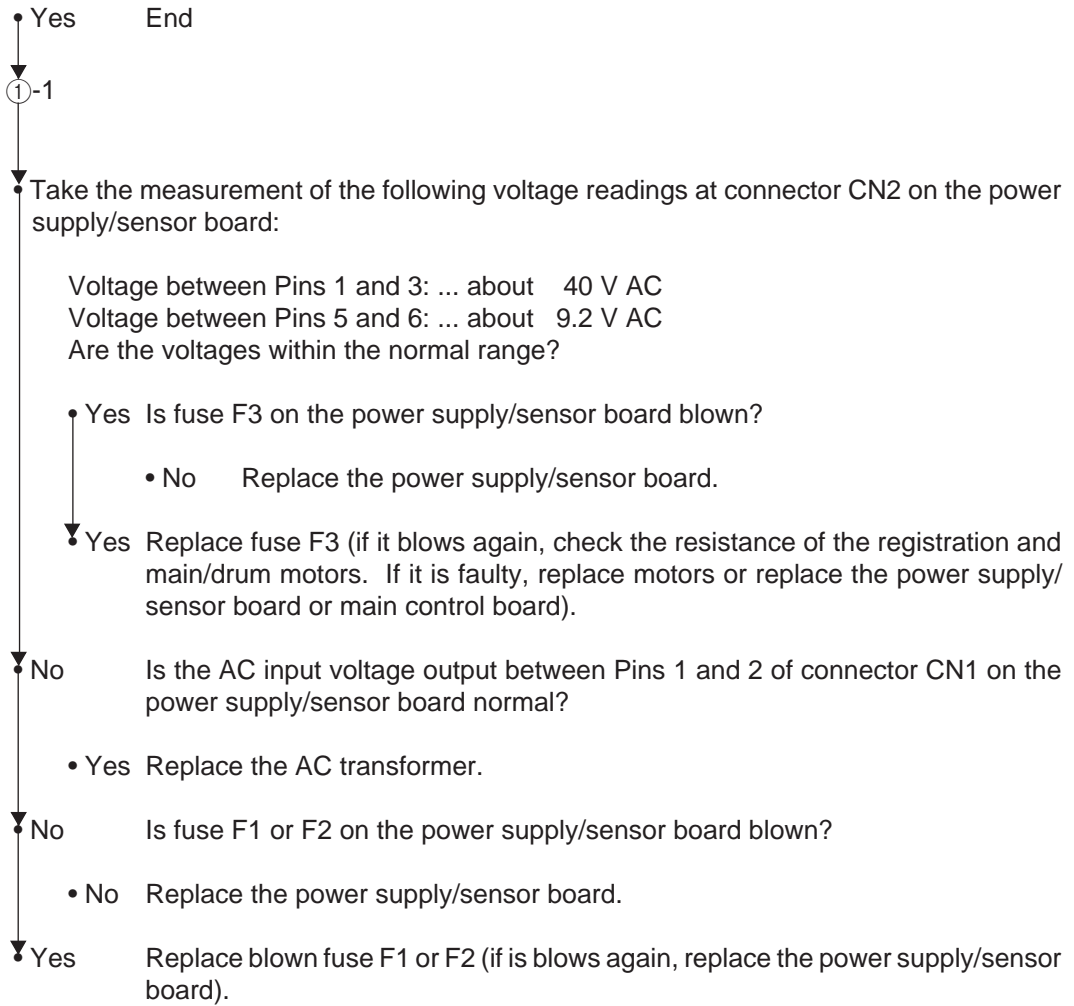 • Yes End
①-1
• Take the measurement of the following voltage readings at connector CN2 on the power
supply/sensor board:
Voltage between Pins 1 and 3: ... about 40 V AC
Voltage between Pins 5 and 6: ... about 9.2 V AC
Are the voltages within the normal range?
• Yes Is fuse F3 on the power supply/sensor board blown?
• No Replace the power supply/sensor board.
• Yes Replace fuse F3 (if it blows again, check the resistance of the registration and
main/drum motors. If it is faulty, replace motors or replace the power supply/
sensor board or main control board).
• No Is the AC input voltage output between Pins 1 and 2 of connector CN1 on the
power supply/sensor board normal?
• Yes Replace the AC transformer.
• No Is fuse F1 or F2 on the power supply/sensor board blown?
• No Replace the power supply/sensor board.
• Yes Replace blown fuse F1 or F2 (if is blows again, replace the power supply/sensor
board).